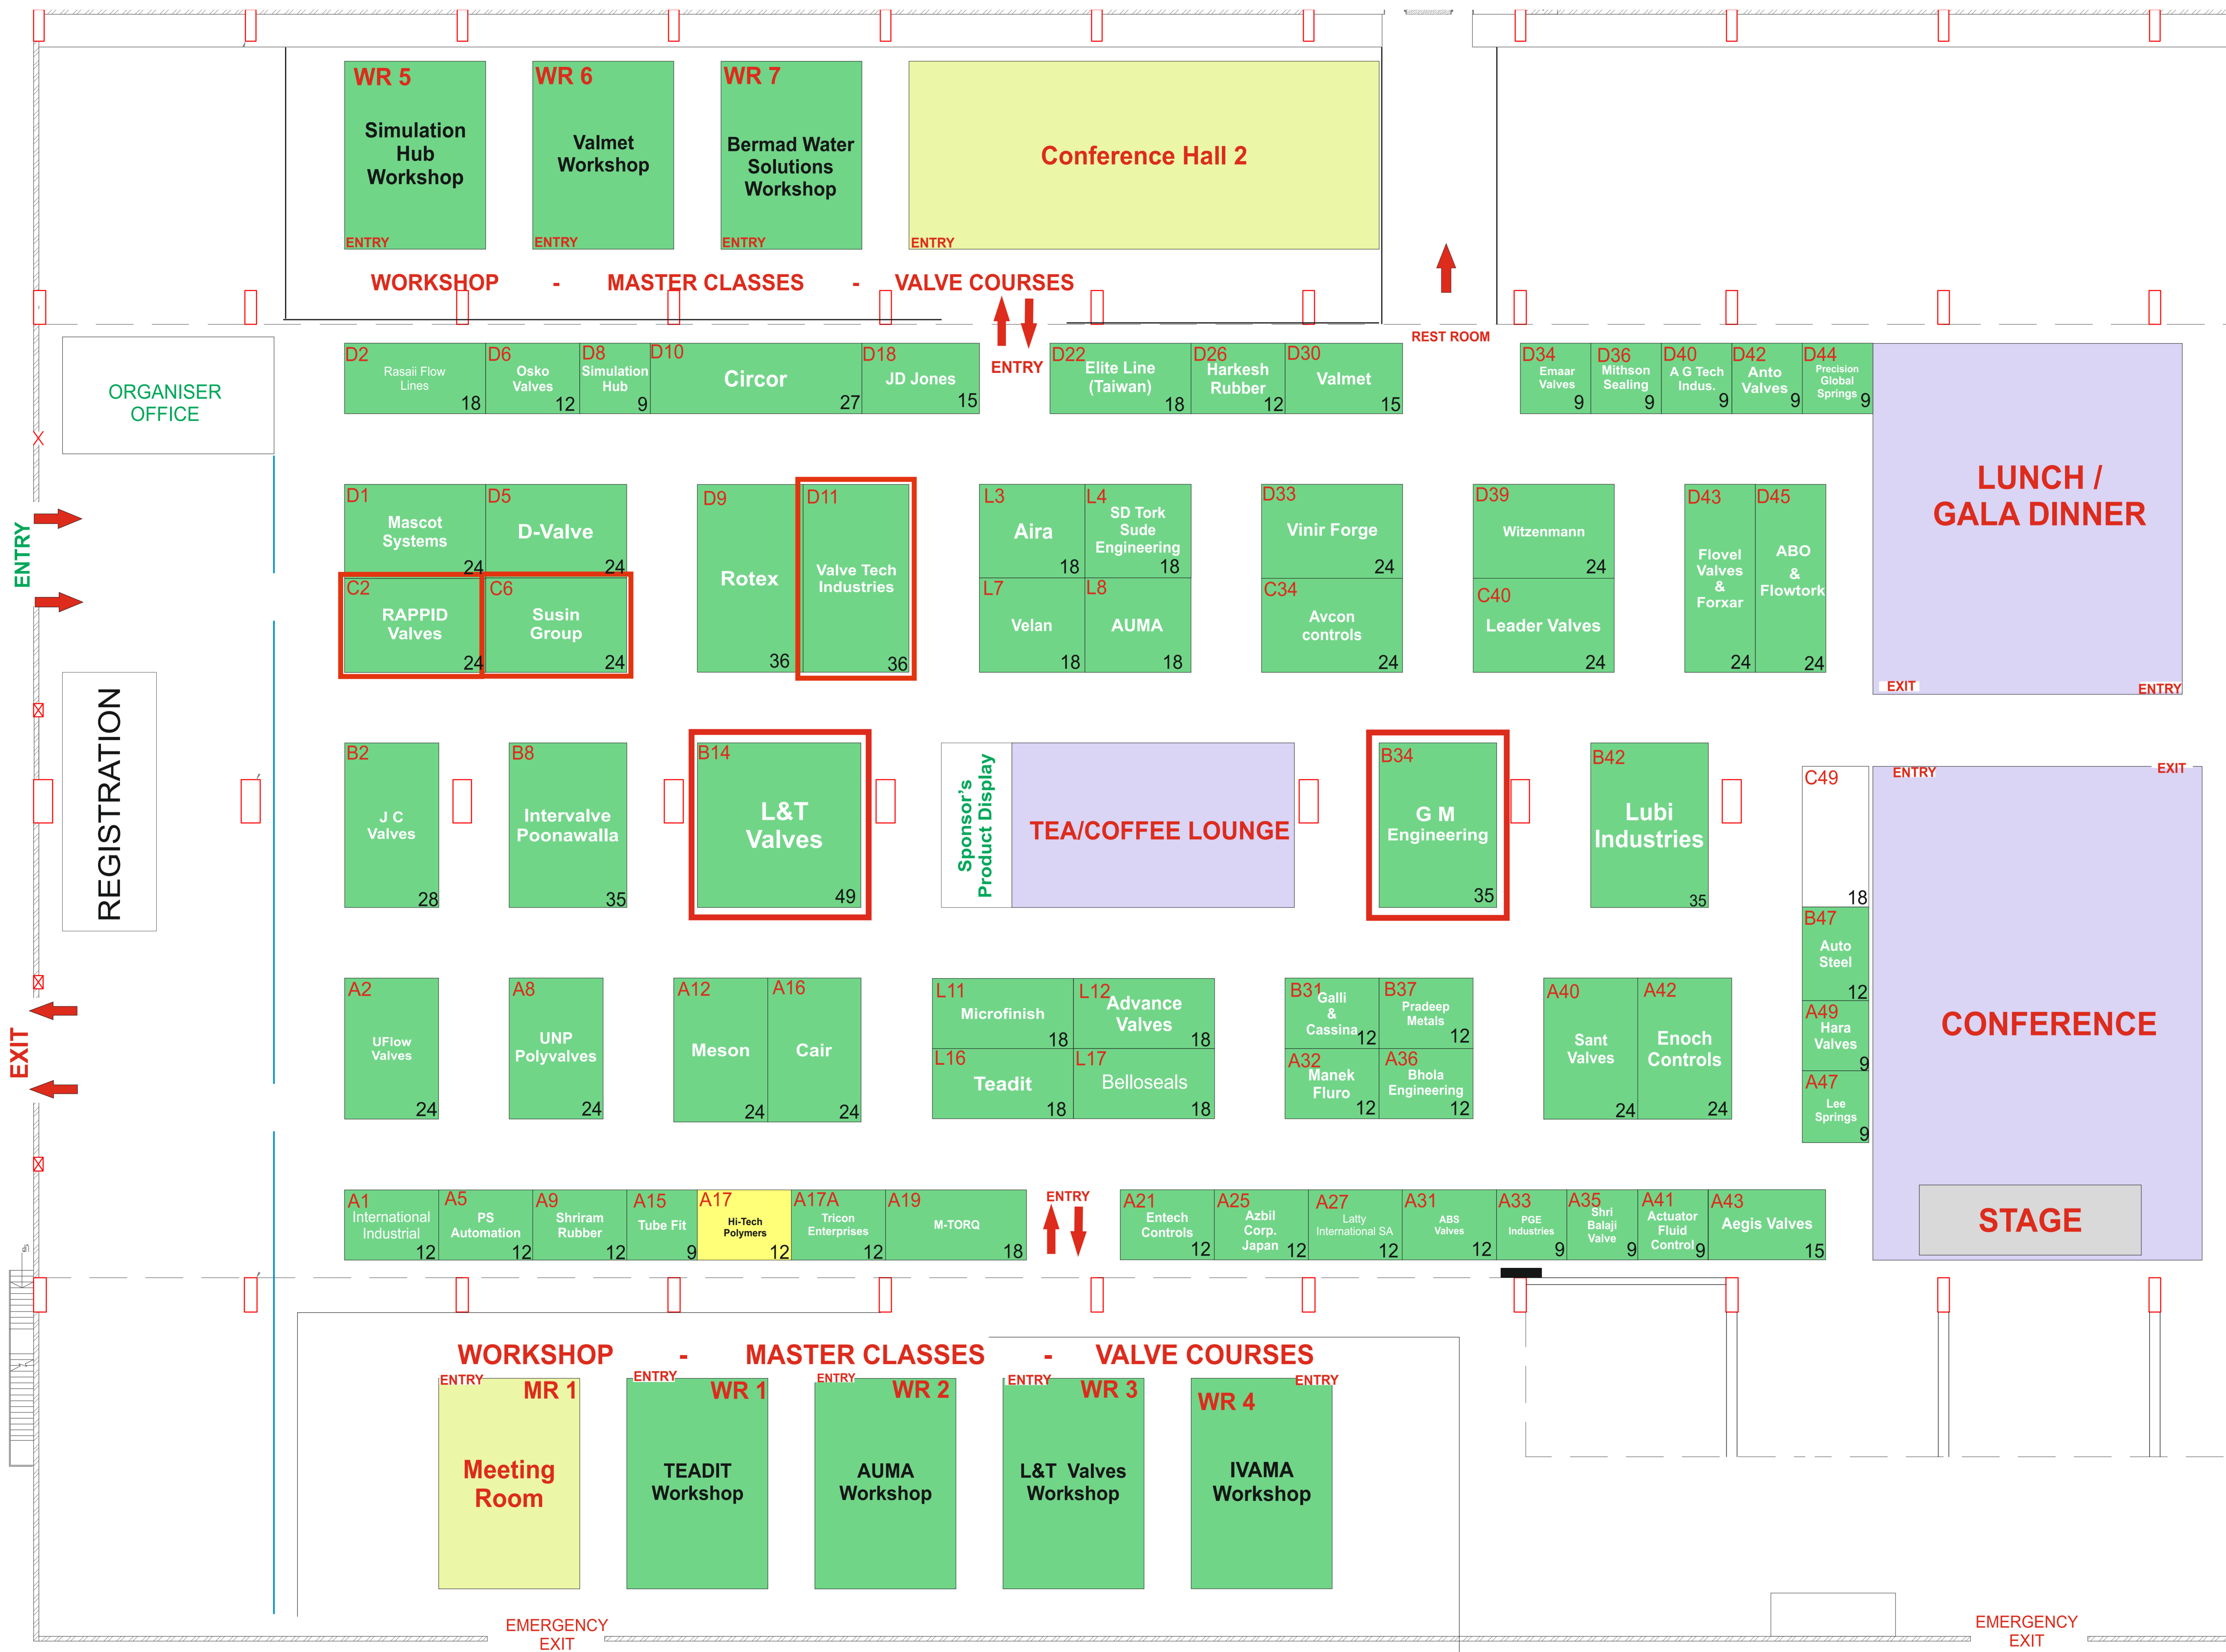 WR 5
Simulation
Hub
Workshop
ENTRY
WR 6
Valmet
Workshop
ENTRY
WR 7
Bermad Water
Solutions
Workshop
ENTRY
Conference Hall 2
ENTRY
WORKSHOP - MASTER CLASSES - VALVE COURSES
ENTRY
REST ROOM
ORGANISER
OFFICE
D2
Rasaii Flow
Lines
18
D6
Osko
Valves
12
D8
Simulation
Hub
9
D10
Circor
27
D18
JD Jones
15
D22
Elite Line
(Taiwan)
18
D26
Harkesh
Rubber
12
D30
Valmet
15
D34
Emaar
Valves
9
D36
Mithson
Sealing
9
D40
A G Tech
Indus.
9
D42
Anto
Valves
9
D44
Precision
Global
Springs
9
LUNCH /
GALA DINNER
EXIT
ENTRY
ENTRY
D1
Mascot
Systems
24
D5
D-Valve
24
C2
RAPPID
Valves
24
C6
Susin
Group
24
D9
Rotex
36
D11
Valve Tech
Industries
36
L3
Aira
18
L4
SD Tork
Sude
Engineering
18
L7
Velan
18
L8
AUMA
18
D33
Vinir Forge
24
C34
Avcon
controls
24
D39
Witzenmann
24
C40
Leader Valves
24
D43
Flovel
Valves
&
Forxar
24
D45
ABO
&
Flowtork
24
REGISTRATION
B2
J C
Valves
28
B8
Intervalve
Poonawalla
35
B14
L&T
Valves
49
Sponsor's
Product Display
TEA/COFFEE LOUNGE
B34
G M
Engineering
35
B42
Lubi
Industries
35
C49
18
B47
Auto
Steel
12
A49
Hara
Valves
9
A47
Lee
Springs
9
ENTRY
EXIT
CONFERENCE
STAGE
EXIT
A2
UFlow
Valves
24
A8
UNP
Polyvalves
24
A12
Meson
24
A16
Cair
24
L11
Microfinish
18
L12
Advance
Valves
18
L16
Teadit
18
L17
Belloseals
18
B31
Galli
&
Cassina
12
B37
Pradeep
Metals
12
A32
Manek
Fluro
12
A36
Bhola
Engineering
12
A40
Sant
Valves
24
A42
Enoch
Controls
24
A1
International
Industrial
12
A5
PS
Automation
12
A9
Shriram
Rubber
12
A15
Tube Fit
9
A17
Hi-Tech
Polymers
12
A17A
Tricon
Enterprises
12
A19
M-TORQ
18
ENTRY
A21
Entech
Controls
12
A25
Azbil
Corp.
Japan
12
A27
Latty
International SA
12
A31
ABS
Valves
12
A33
PGE
Industries
9
A35
Shri
Balaji
Valve
9
A41
Actuator
Fluid
Control
9
A43
Aegis Valves
15
WORKSHOP - MASTER CLASSES - VALVE COURSES
ENTRY
MR 1
Meeting
Room
ENTRY
WR 1
TEADIT
Workshop
ENTRY
WR 2
AUMA
Workshop
ENTRY
WR 3
L&T Valves
Workshop
ENTRY
WR 4
IVAMA
Workshop
EMERGENCY
EXIT
EMERGENCY
EXIT